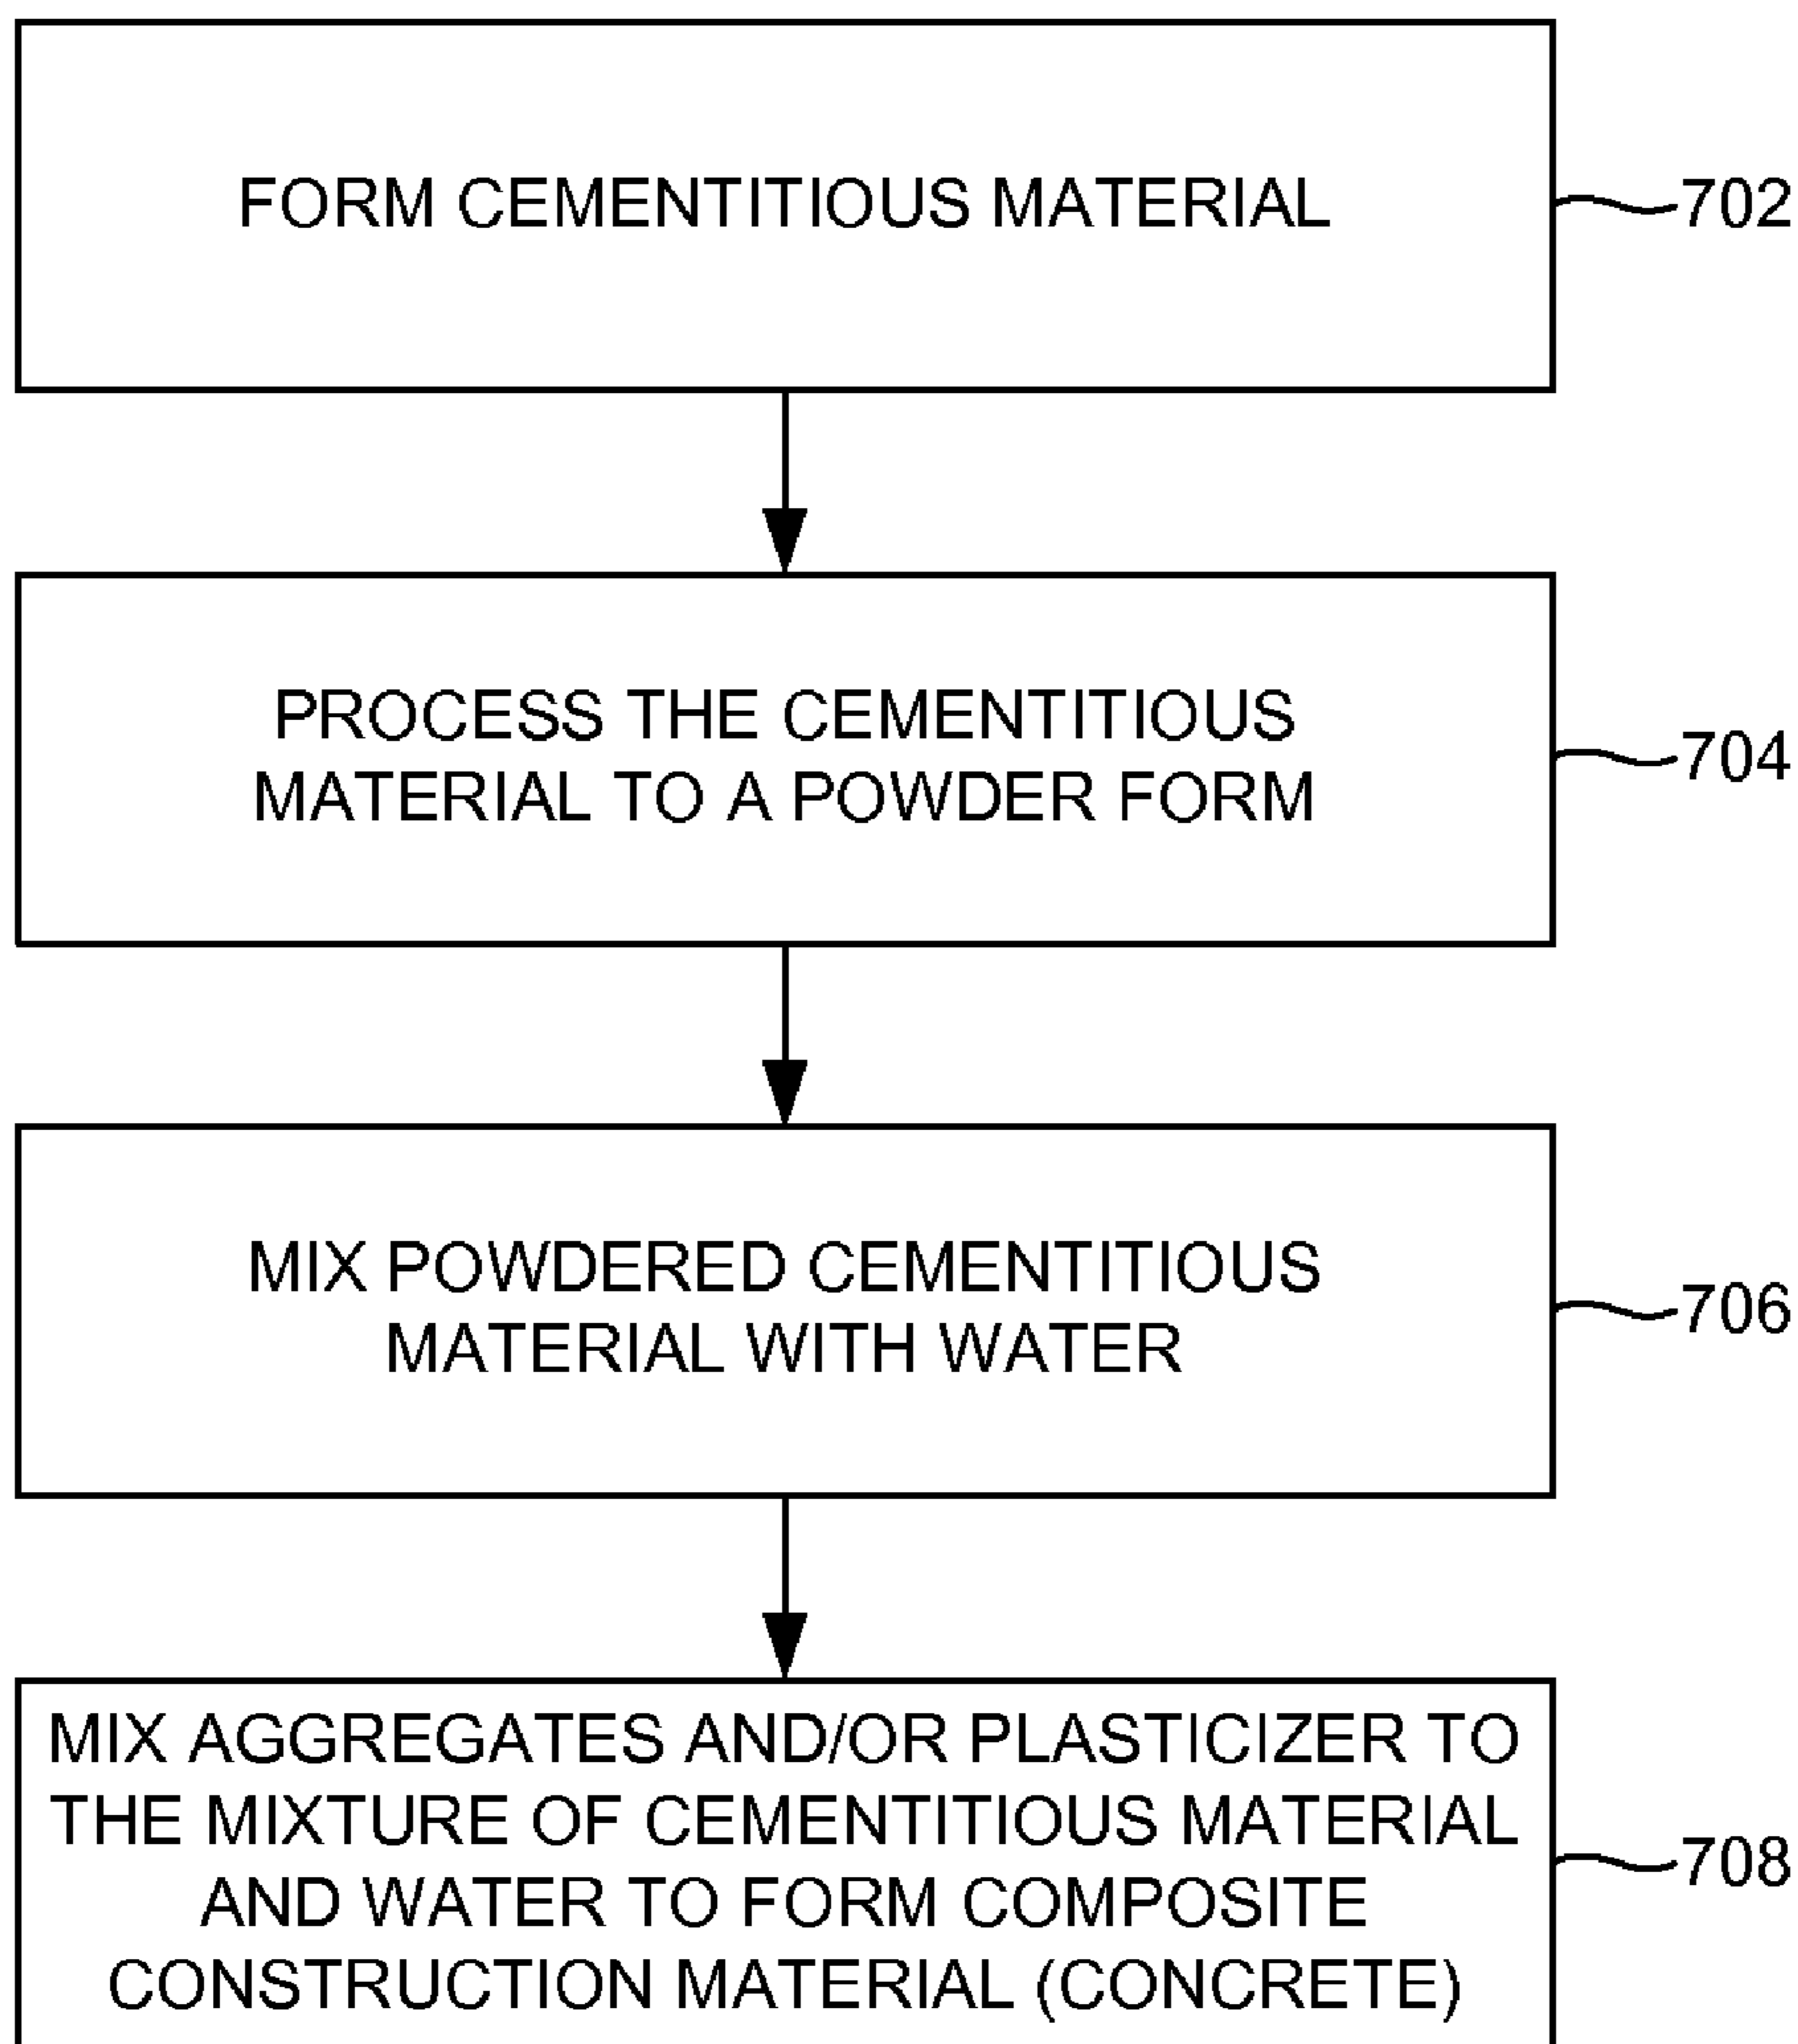 FORM CEMENTITIOUS MATERIAL
702
PROCESS THE CEMENTITIOUS
MATERIAL TO A POWDER FORM
704
MIX POWDERED CEMENTITIOUS
MATERIAL WITH WATER
706
MIX AGGREGATES AND/OR PLASTICIZER TO
THE MIXTURE OF CEMENTITIOUS MATERIAL
AND WATER TO FORM COMPOSITE
CONSTRUCTION MATERIAL (CONCRETE)
708